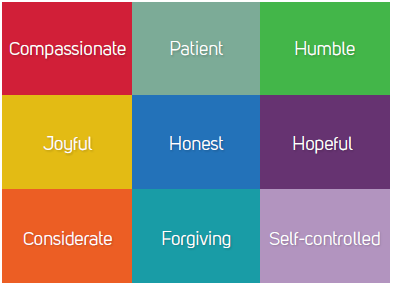 Compassionate
Patient
Humble
Joyful
Honest
Hopeful
Considerate
Forgiving
Self-controlled